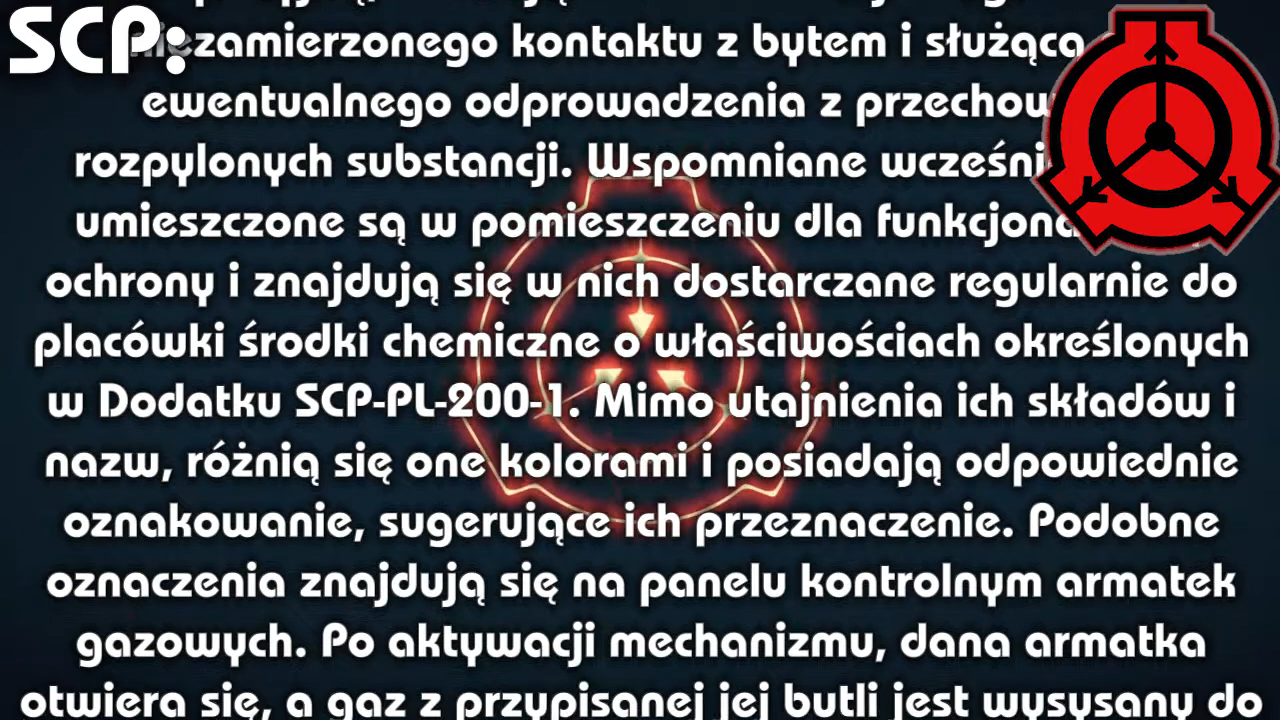 SCP:
niezamierzonego kontaktu z bytem i służąca
ewentualnego odprowadzenia z
rozpylonych substancji. Wspomniane
umieszczone są w pomieszczeniu dla
ochrony i znajdują się w nich dostarczane regularnie do
placówki środki chemiczne o właściwościach określonych
w Dodatku SCP-PL-200-1. Mimo utajnienia ich składów i
nazw, różnią się one kolorami i posiadają odpowiednie
oznakowanie, sugerujące ich przeznaczenie. Podobne
oznaczenia znajdują się na panelu kontrolnym armatek
gazowych. Po aktywacji mechanizmu, dana armatka
otwiera się, a gaz z przypisanej jej butli jest wysysany do